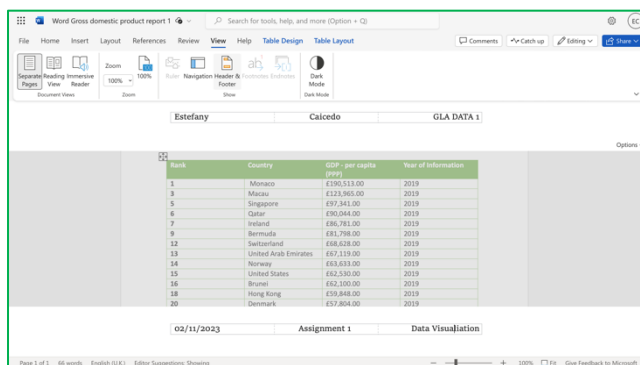 Word Gross domestic product report 1
Search for tools, help, and more (Option + Q)
EC
File Home Insert Layout References Review View Help Table Design Table Layout
Comments Catch up Editing Share
Separate Pages Reading View Immersive Reader
Zoom 100% 100%
Ruler Navigation Header & Footer Footnotes Endnotes
Dark Mode
Document Views Zoom Show Dark Mode
Estefany Caicedo GLA DATA 1
Options
Rank Country GDP - per capita (PPP) Year of Information
1 Monaco £190,513.00 2019
3 Macau £123,965.00 2019
5 Singapore £97,341.00 2019
6 Qatar £90,044.00 2019
7 Ireland £86,781.00 2019
9 Bermuda £81,798.00 2019
12 Switzerland £68,628.00 2019
13 United Arab Emirates £67,119.00 2019
14 Norway £63,633.00 2019
15 United States £62,530.00 2019
16 Brunei £62,100.00 2019
18 Hong Kong £59,848.00 2019
20 Denmark £57,804.00 2019
02/11/2023 Assignment 1 Data Visualiation
Page 1 of 1 66 words English (U.K.) Editor Suggestions: Showing 100% Fit Give Feedback to Microsoft